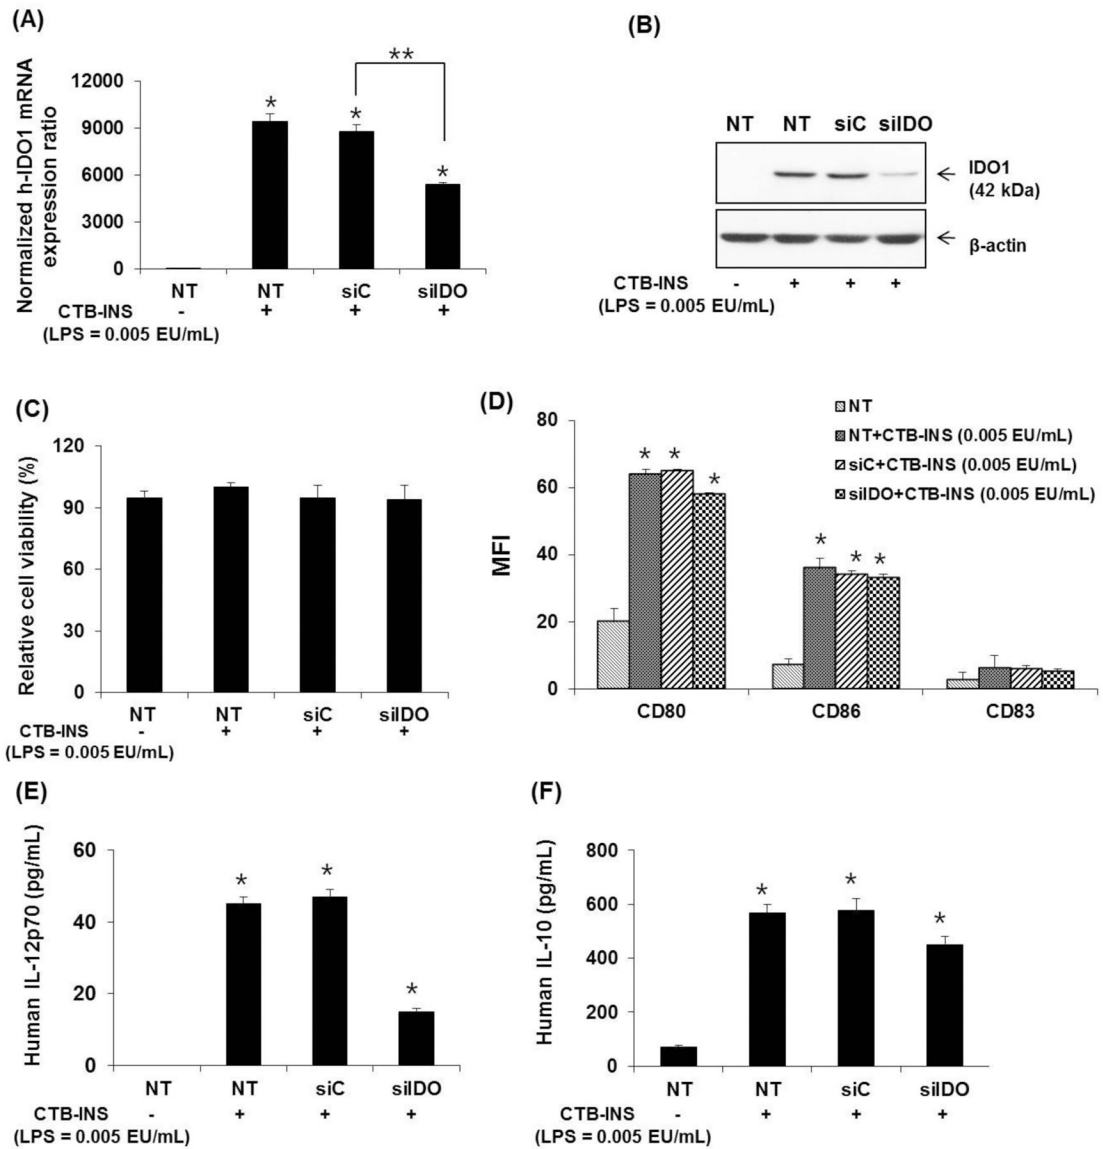 (A)
**
12000
9000
6000
3000
0
Normalized h-IDO1 mRNA
expression ratio
* * *
NT NT siC siIDO
CTB-INS - + + +
(LPS = 0.005 EU/mL)
(B)
NT NT siC siIDO
IDO1
(42 kDa)
β-actin
CTB-INS - + + +
(LPS = 0.005 EU/mL)
(C)
120
90
60
30
0
Relative cell viability (%)
NT NT siC siIDO
CTB-INS - + + +
(LPS = 0.005 EU/mL)
(D)
80
60
40
20
0
MFI
NT
NT+CTB-INS (0.005 EU/mL)
siC+CTB-INS (0.005 EU/mL)
siIDO+CTB-INS (0.005 EU/mL)
* * *
* * *
CD80 CD86 CD83
(E)
60
40
20
0
Human IL-12p70 (pg/mL)
* * *
NT NT siC siIDO
CTB-INS - + + +
(LPS = 0.005 EU/mL)
(F)
800
600
400
200
0
Human IL-10 (pg/mL)
* * *
NT NT siC siIDO
CTB-INS - + + +
(LPS = 0.005 EU/mL)